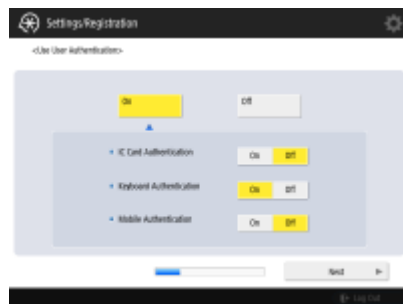 Settings/Registration
<Use User Authentication>
On Off
IC Card Authentication On Off
Keyboard Authentication On Off
Mobile Authentication On Off
Next
Log Out